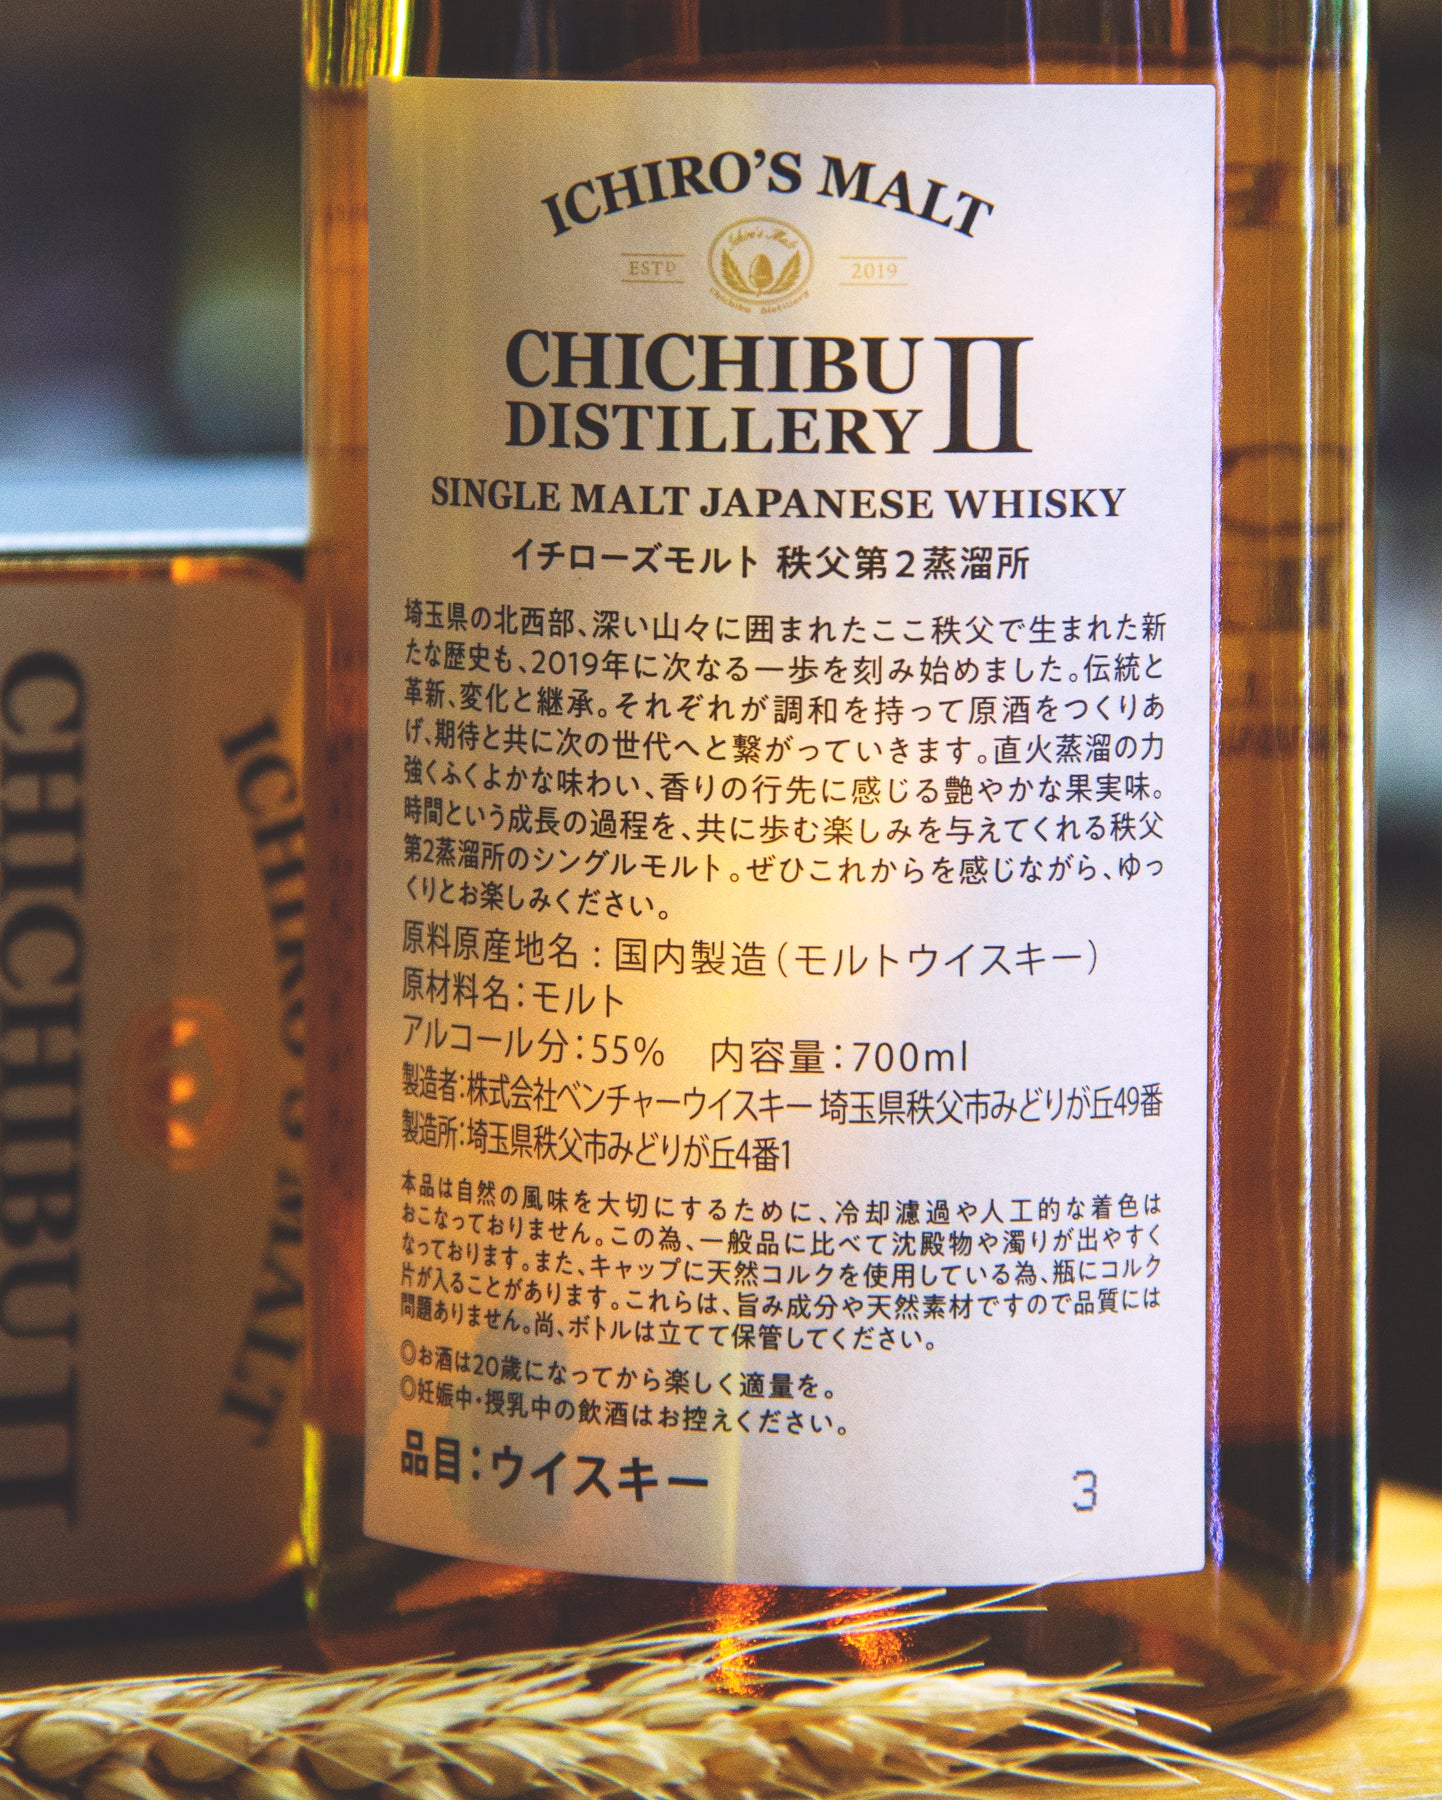 ICHIRO'S MALT
ESTD
Ichiro's Malt
2019
Chichibu Distillery
CHICHIBU
DISTILLERY II
SINGLE MALT JAPANESE WHISKY
イチローズモルト 秩父第2蒸溜所
埼玉県の北西部、深い山々に囲まれたここ秩父で生まれた新
たな歴史も、2019年に次なる一歩を刻み始めました。伝統と
革新、変化と継承。それぞれが調和を持って原酒をつくりあ
げ、期待と共に次の世代へと繋がっていきます。直火蒸溜の力
強くふくよかな味わい、香りの行先に感じる艶やかな果実味。
時間という成長の過程を、共に歩む楽しみを与えてくれる秩父
第2蒸溜所のシングルモルト。ぜひこれからを感じながら、ゆっ
くりとお楽しみください。
原料原産地名：国内製造（モルトウイスキー）
原材料名：モルト
アルコール分：55%　内容量：700ml
製造者：株式会社ベンチャーウイスキー 埼玉県秩父市みどりが丘49番
製造所：埼玉県秩父市みどりが丘4番1
本品は自然の風味を大切にするために、冷却濾過や人工的な着色は
おこなっておりません。この為、一般品に比べて沈殿物や濁りが出やすく
なっております。また、キャップに天然コルクを使用している為、瓶にコルク
片が入ることがあります。これらは、旨み成分や天然素材ですので品質には
問題ありません。尚、ボトルは立てて保管してください。
◎お酒は20歳になってから楽しく適量を。
◎妊娠中・授乳中の飲酒はお控えください。
品目：ウイスキー
3
ICHIRO'S MALT
CHICHIBU